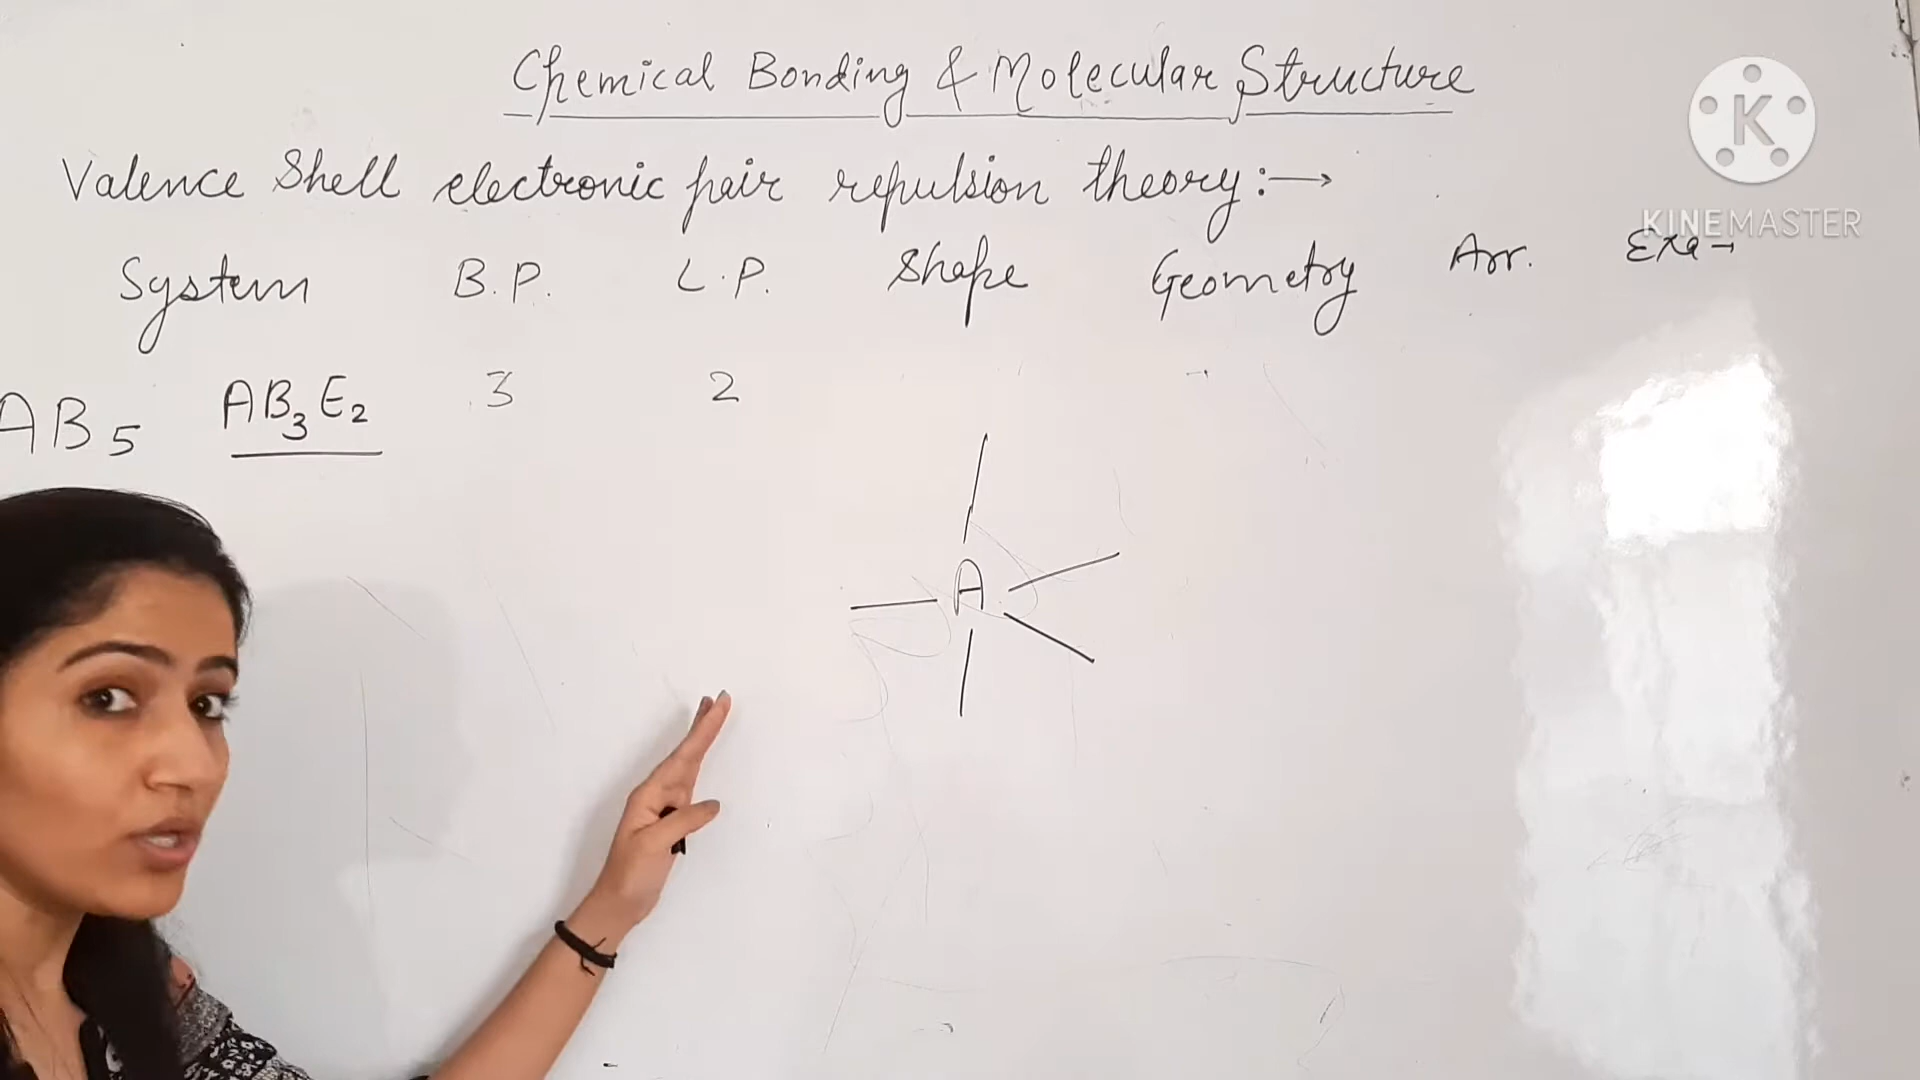 Chemical Bonding & Molecular Structure
K
KINEMASTER
Valence Shell electronic pair repulsion theory:→
System B.P. L.P. Shape Geometry Arr. Exa→
AB5 AB3E2 3 2
A